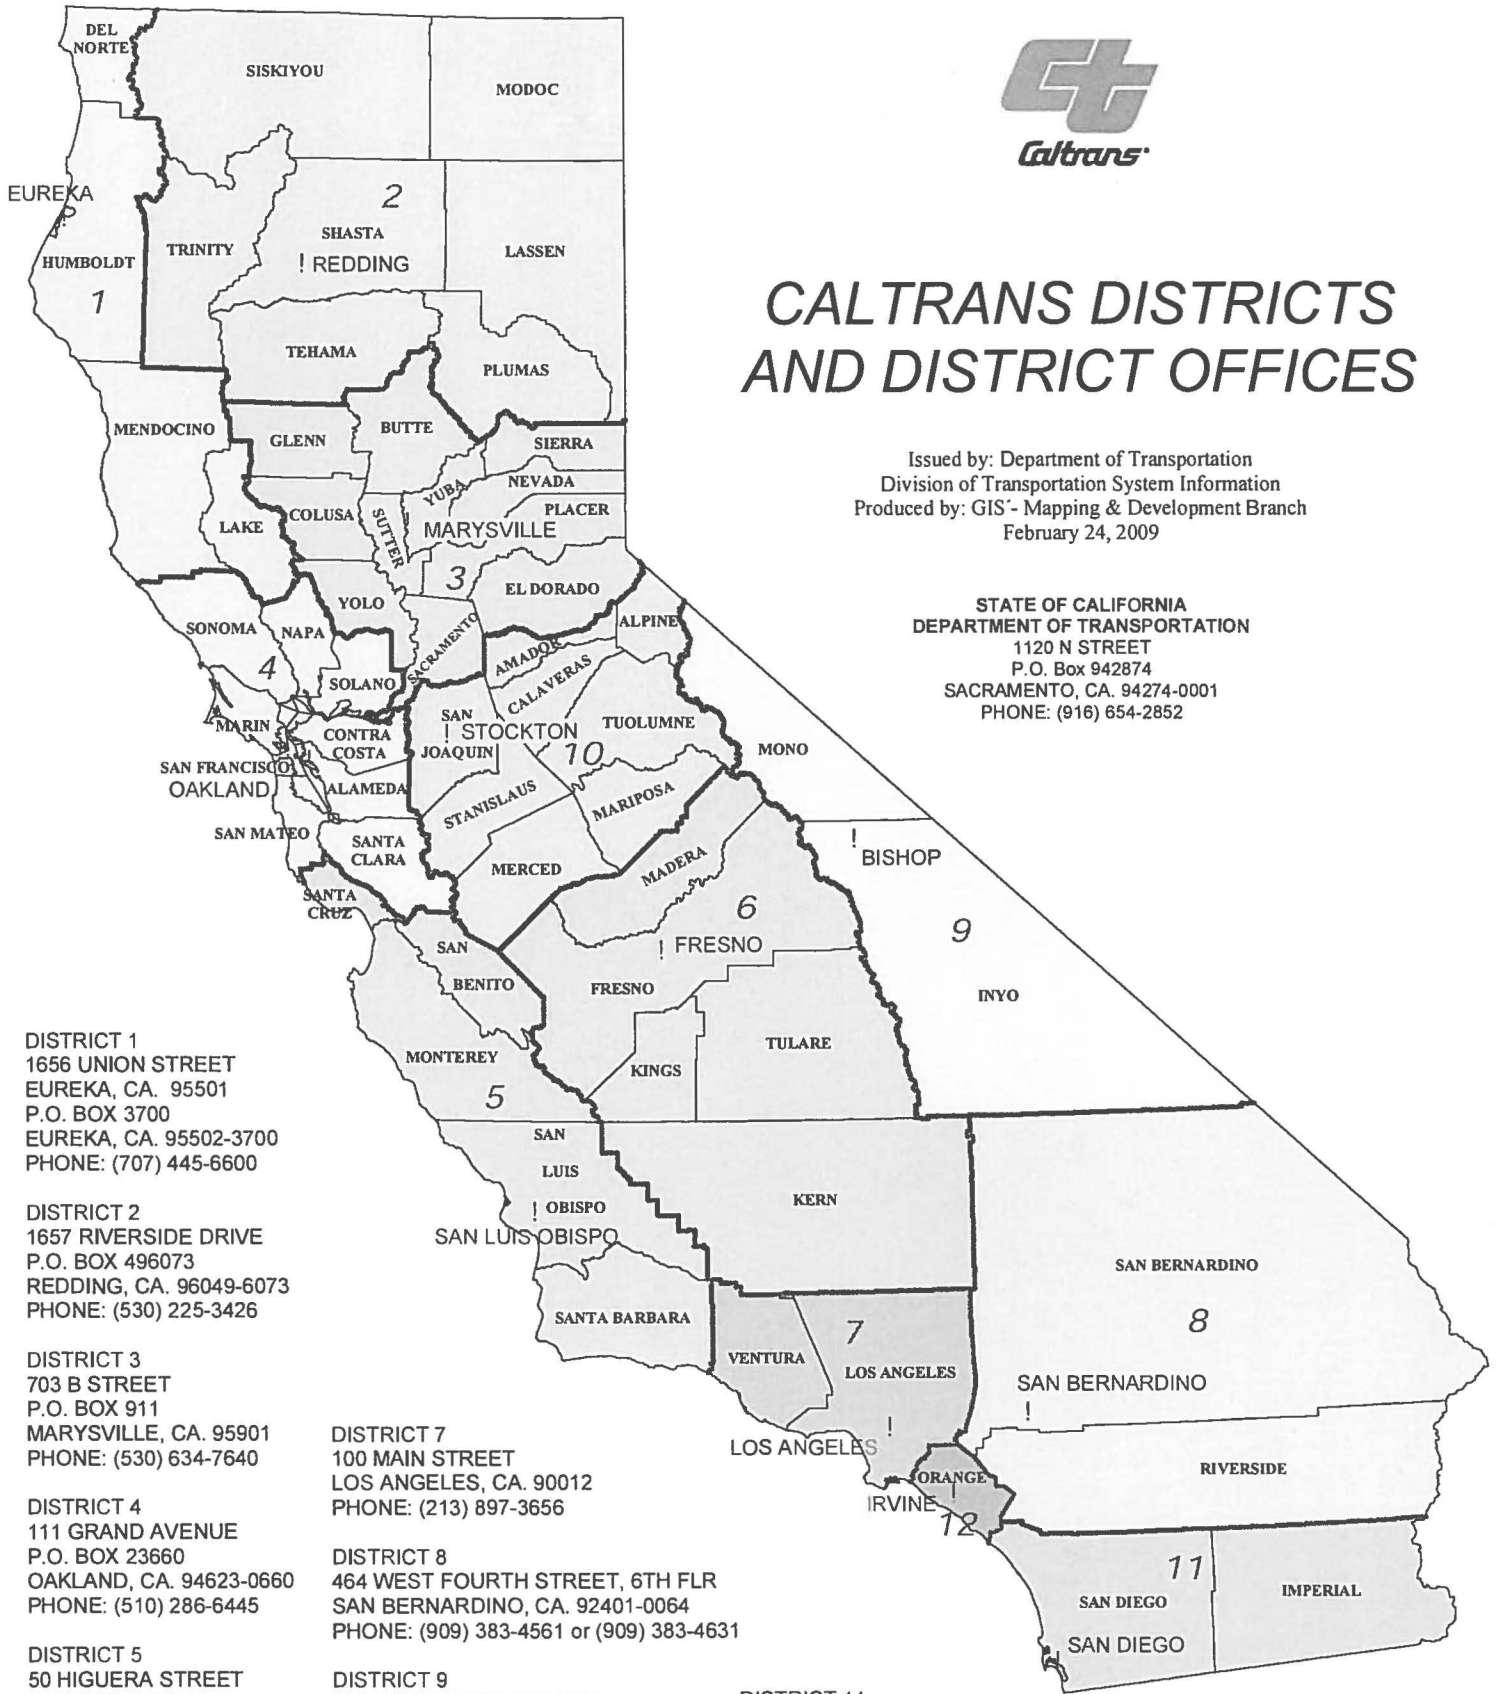 Caltrans
CALTRANS DISTRICTS
AND DISTRICT OFFICES
Issued by: Department of Transportation
Division of Transportation System Information
Produced by: GIS´- Mapping & Development Branch
February 24, 2009
STATE OF CALIFORNIA
DEPARTMENT OF TRANSPORTATION
1120 N STREET
P.O. Box 942874
SACRAMENTO, CA. 94274-0001
PHONE: (916) 654-2852
DEL
NORTE
SISKIYOU
MODOC
EUREKA
HUMBOLDT
1
TRINITY
2
SHASTA
! REDDING
LASSEN
TEHAMA
PLUMAS
MENDOCINO
GLENN
BUTTE
SIERRA
LAKE
COLUSA
SUTTER
YUBA
NEVADA
PLACER
MARYSVILLE
3
EL DORADO
YOLO
SACRAMENTO
SONOMA
NAPA
4
SOLANO
MARIN
CONTRA
COSTA
SAN FRANCISCO
OAKLAND
ALAMEDA
SAN MATEO
SANTA
CLARA
SANTA
CRUZ
ALPINE
AMADOR
CALAVERAS
SAN
JOAQUIN
! STOCKTON
TUOLUMNE
10
STANISLAUS
MARIPOSA
MERCED
MONO
!
BISHOP
9
INYO
MADERA
6
! FRESNO
FRESNO
KINGS
TULARE
SAN
BENITO
MONTEREY
5
SAN
LUIS
! OBISPO
SAN LUIS OBISPO
SANTA BARBARA
KERN
VENTURA
7
LOS ANGELES
!
LOS ANGELES
SAN BERNARDINO
8
SAN BERNARDINO
!
RIVERSIDE
ORANGE
!
IRVINE
12
11
SAN DIEGO
! SAN DIEGO
IMPERIAL
DISTRICT 1
1656 UNION STREET
EUREKA, CA. 95501
P.O. BOX 3700
EUREKA, CA. 95502-3700
PHONE: (707) 445-6600
DISTRICT 2
1657 RIVERSIDE DRIVE
P.O. BOX 496073
REDDING, CA. 96049-6073
PHONE: (530) 225-3426
DISTRICT 3
703 B STREET
P.O. BOX 911
MARYSVILLE, CA. 95901
PHONE: (530) 634-7640
DISTRICT 4
111 GRAND AVENUE
P.O. BOX 23660
OAKLAND, CA. 94623-0660
PHONE: (510) 286-6445
DISTRICT 5
50 HIGUERA STREET
DISTRICT 7
100 MAIN STREET
LOS ANGELES, CA. 90012
PHONE: (213) 897-3656
DISTRICT 8
464 WEST FOURTH STREET, 6TH FLR
SAN BERNARDINO, CA. 92401-0064
PHONE: (909) 383-4561 or (909) 383-4631
DISTRICT 9